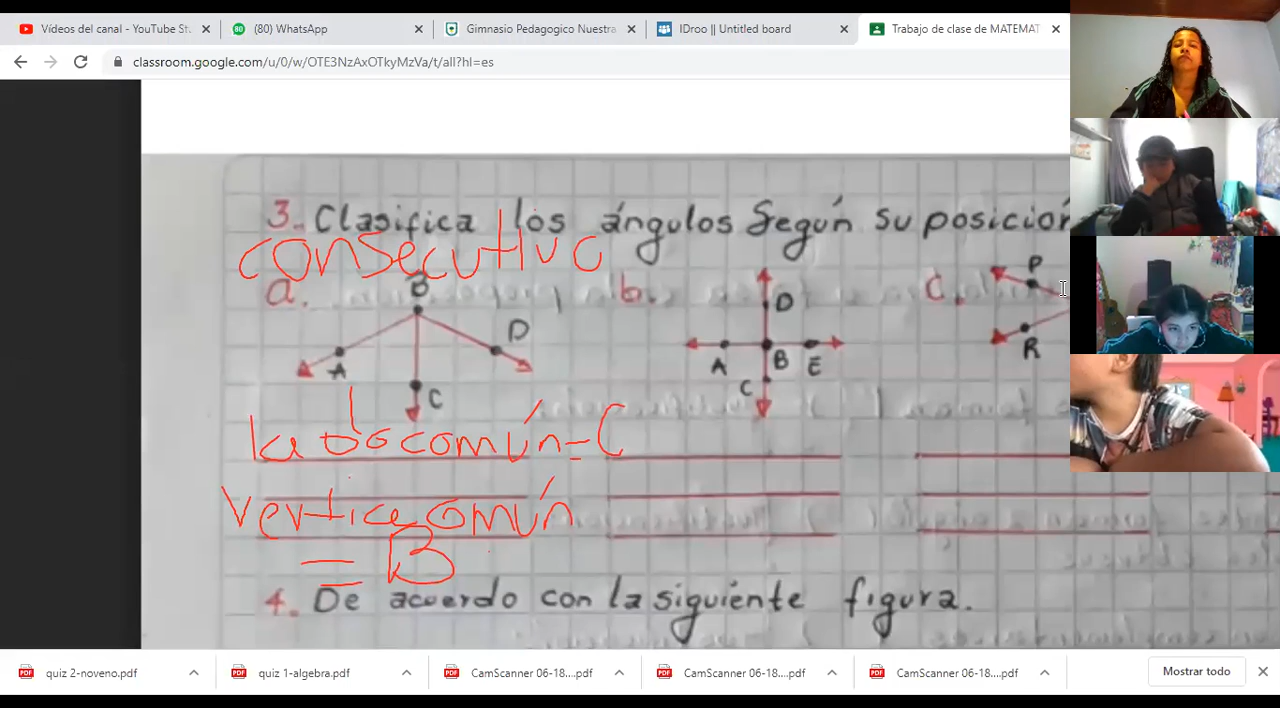 Vídeos del canal - YouTube St
(80) WhatsApp
Gimnasio Pedagogico Nuestra
IDroo || Untitled board
Trabajo de clase de MATEMAT
classroom.google.com/u/0/w/OTE3NzAxOTkyMzVa/t/all?hl=es
3. Clasifica los ángulos Según su posición
consecutivo
a. B A C D
b. D A B E C
c. P R
lado común = C
Vertice común
= B
4. De acuerdo con la siguiente figura.
quiz 2-noveno.pdf
quiz 1-algebra.pdf
CamScanner 06-18....pdf
CamScanner 06-18....pdf
CamScanner 06-18....pdf
Mostrar todo